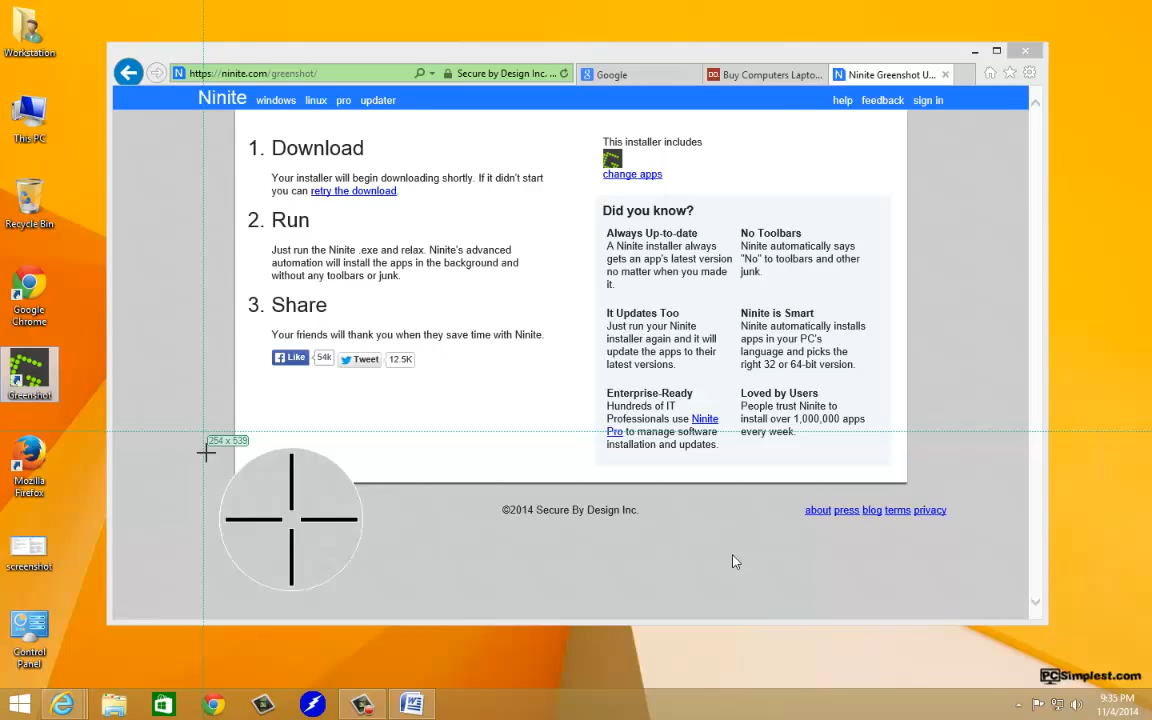 Workstation
This PC
Recycle Bin
Google
Chrome
Greenshot
Mozilla
Firefox
screenshot
Control
Panel
https://ninite.com/greenshot/
Secure by Design Inc. ...
Google
Buy Computers Lapto...
Ninite Greenshot U...
Ninite windows linux pro updater
help feedback sign in
1. Download
Your installer will begin downloading shortly. If it didn't start
you can retry the download.
2. Run
Just run the Ninite .exe and relax. Ninite's advanced
automation will install the apps in the background and
without any toolbars or junk.
3. Share
Your friends will thank you when they save time with Ninite.
Like 54k Tweet 12.5K
This installer includes
change apps
Did you know?
Always Up-to-date
A Ninite installer always
gets an app's latest version
no matter when you made
it.
No Toolbars
Ninite automatically says
"No" to toolbars and other
junk.
It Updates Too
Just run your Ninite
installer again and it will
update the apps to their
latest versions.
Ninite is Smart
Ninite automatically installs
apps in your PC's
language and picks the
right 32 or 64-bit version.
Enterprise-Ready
Hundreds of IT
Professionals use Ninite
Pro to manage software
installation and updates.
Loved by Users
People trust Ninite to
install over 1,000,000 apps
every week.
254 x 539
©2014 Secure By Design Inc.
about press blog terms privacy
PCSimplest.com
9:35 PM
11/4/2014